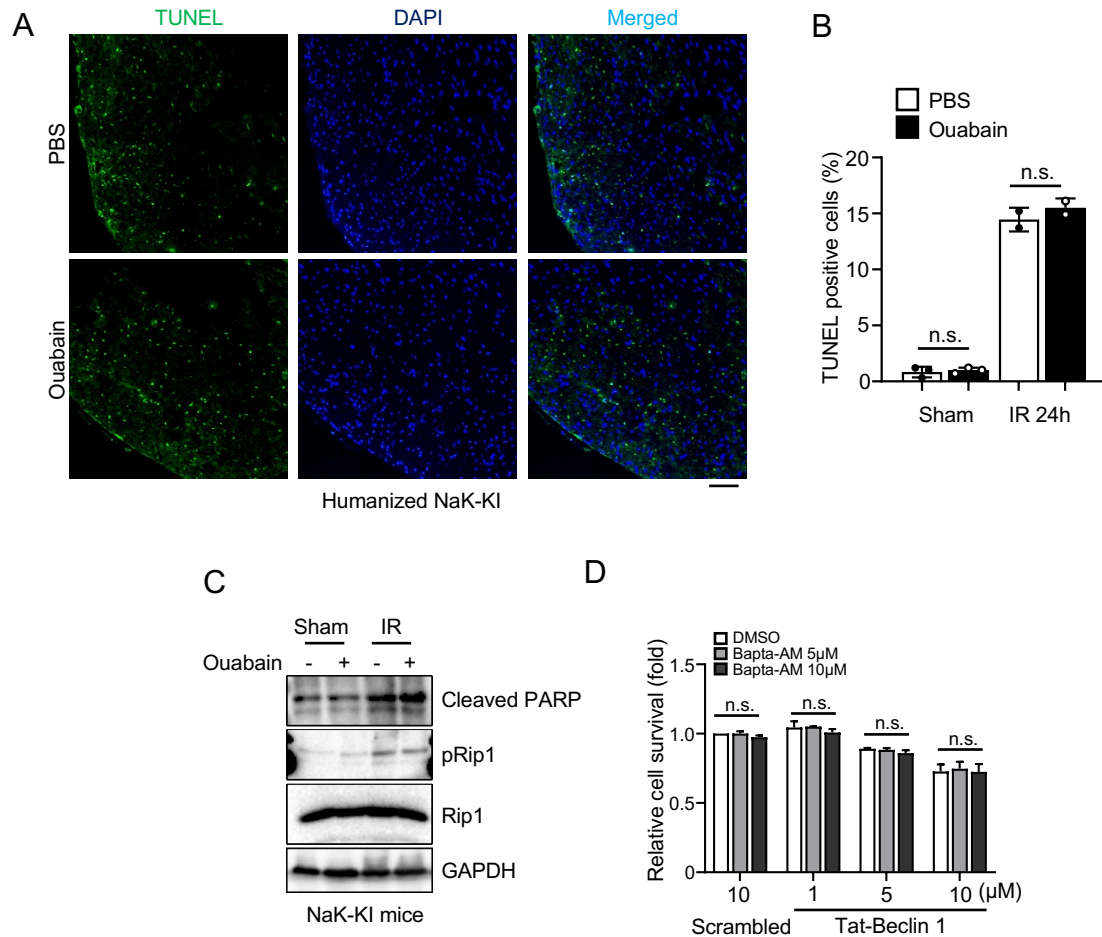 A
TUNEL DAPI Merged
PBS
Ouabain
Humanized NaK-KI
B
PBS
Ouabain
TUNEL positive cells (%)
20
15
10
5
0
n.s. n.s.
Sham IR 24h
C
Sham IR
Ouabain - + - +
Cleaved PARP
pRip1
Rip1
GAPDH
NaK-KI mice
D
DMSO
Bapta-AM 5μM
Bapta-AM 10μM
Relative cell survival (fold)
1.5
1.0
0.5
0
n.s. n.s. n.s. n.s.
10 1 5 10 (μM)
Scrambled Tat-Beclin 1